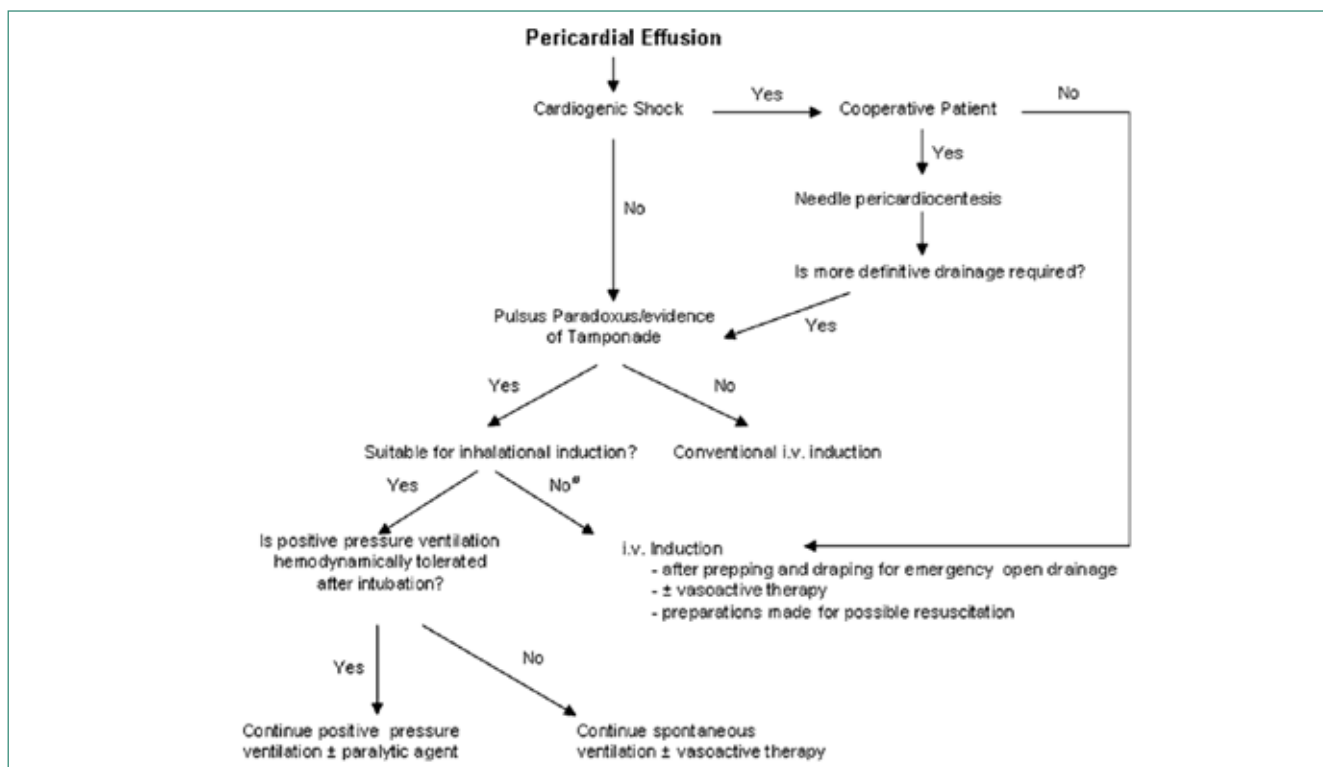 Pericardial Effusion
Cardiogenic Shock
Yes
Cooperative Patient
No
Yes
No
Needle pericardiocentesis
Is more definitive drainage required?
Pulsus Paradoxus/evidence
of Tamponade
Yes
Yes
No
Suitable for inhalational induction?
Conventional i.v. induction
Yes
No#
Is positive pressure ventilation
hemodynamically tolerated
after intubation?
i.v. Induction
- after prepping and draping for emergency open drainage
- ± vasoactive therapy
- preparations made for possible resuscitation
Yes
No
Continue positive pressure
ventilation ± paralytic agent
Continue spontaneous
ventilation ± vasoactive therapy